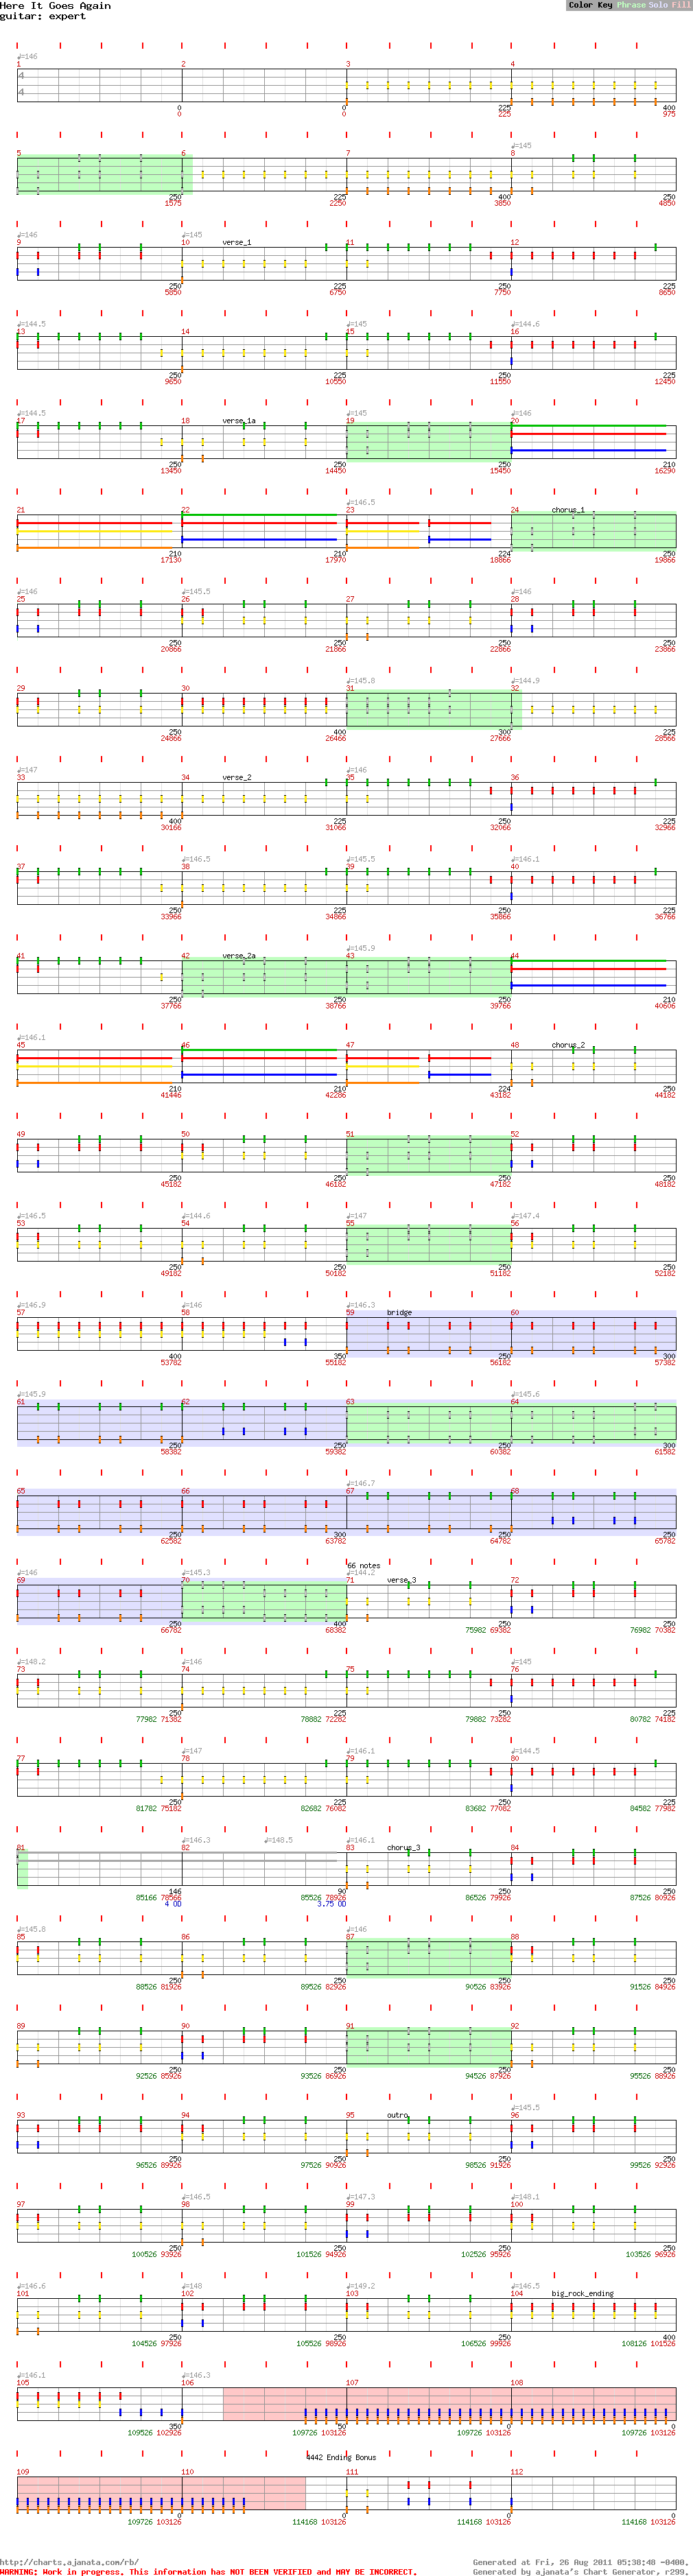 Here It Goes Again
guitar: expert
Color Key Phrase Solo Fill
♩=146
1 2 3 4
4
4
0 0 225 400
0 0 225 975
♩=145
5 6 7 8
250 225 400 250
1575 2250 3850 4850
♩=146 ♩=145
9 10 verse_1 11 12
250 225 250 225
5850 6750 7750 8650
♩=144.5 ♩=145 ♩=144.6
13 14 15 16
250 225 250 225
9650 10550 11550 12450
♩=144.5 ♩=145 ♩=146
17 18 verse_1a 19 20
250 250 250 210
13450 14450 15450 16290
♩=146.5
21 22 23 24 chorus_1
210 210 224 250
17130 17970 18866 19866
♩=146 ♩=145.5 ♩=146
25 26 27 28
250 250 250 250
20866 21866 22866 23866
♩=145.8 ♩=144.9
29 30 31 32
250 400 300 225
24866 26466 27666 28566
♩=147 ♩=146
33 34 verse_2 35 36
400 225 250 225
30166 31066 32066 32966
♩=146.5 ♩=145.5 ♩=146.1
37 38 39 40
250 225 250 225
33966 34866 35866 36766
♩=145.9
41 42 verse_2a 43 44
250 250 250 210
37766 38766 39766 40606
♩=146.1
45 46 47 48 chorus_2
210 210 224 250
41446 42286 43182 44182
49 50 51 52
250 250 250 250
45182 46182 47182 48182
♩=146.5 ♩=144.6 ♩=147 ♩=147.4
53 54 55 56
250 250 250 250
49182 50182 51182 52182
♩=146.9 ♩=146 ♩=146.3
57 58 59 bridge 60
400 350 250 300
53782 55182 56182 57382
♩=145.9 ♩=145.6
61 62 63 64
250 250 250 300
58382 59382 60382 61582
♩=146.7
65 66 67 68
250 300 250 250
62582 63782 64782 65782
66 notes
♩=146 ♩=145.3 ♩=144.2
69 70 71 verse_3 72
250 400 250 250
66782 68382 75982 69382 76982 70382
♩=148.2 ♩=146 ♩=145
73 74 75 76
250 225 250 225
77982 71382 78882 72282 79882 73282 80782 74182
♩=147 ♩=146.1 ♩=144.5
77 78 79 80
250 225 250 225
81782 75182 82682 76082 83682 77082 84582 77982
♩=146.3 ♩=148.5 ♩=146.1
81 82 83 chorus_3 84
146 90 250 250
85166 78566 85526 78926 86526 79926 87526 80926
4 OD 3.75 OD
♩=145.8 ♩=146
85 86 87 88
250 250 250 250
88526 81926 89526 82926 90526 83926 91526 84926
89 90 91 92
250 250 250 250
92526 85926 93526 86926 94526 87926 95526 88926
♩=145.5
93 94 95 outro 96
250 250 250 250
96526 89926 97526 90926 98526 91926 99526 92926
♩=146.5 ♩=147.3 ♩=148.1
97 98 99 100
250 250 250 250
100526 93926 101526 94926 102526 95926 103526 96926
♩=146.6 ♩=148 ♩=149.2 ♩=146.5
101 102 103 104 big_rock_ending
250 250 250 400
104526 97926 105526 98926 106526 99926 108126 101526
♩=146.1 ♩=146.3
105 106 107 108
350 50 0 0
109526 102926 109726 103126 109726 103126 109726 103126
4442 Ending Bonus
109 110 111 112
0 0 0 0
109726 103126 114168 103126 114168 103126 114168 103126
http://charts.ajanata.com/rb/
Generated at Fri, 26 Aug 2011 05:38:48 -0400.
WARNING: Work in progress. This information has NOT BEEN VERIFIED and MAY BE INCORRECT.
Generated by ajanata's Chart Generator, r299.